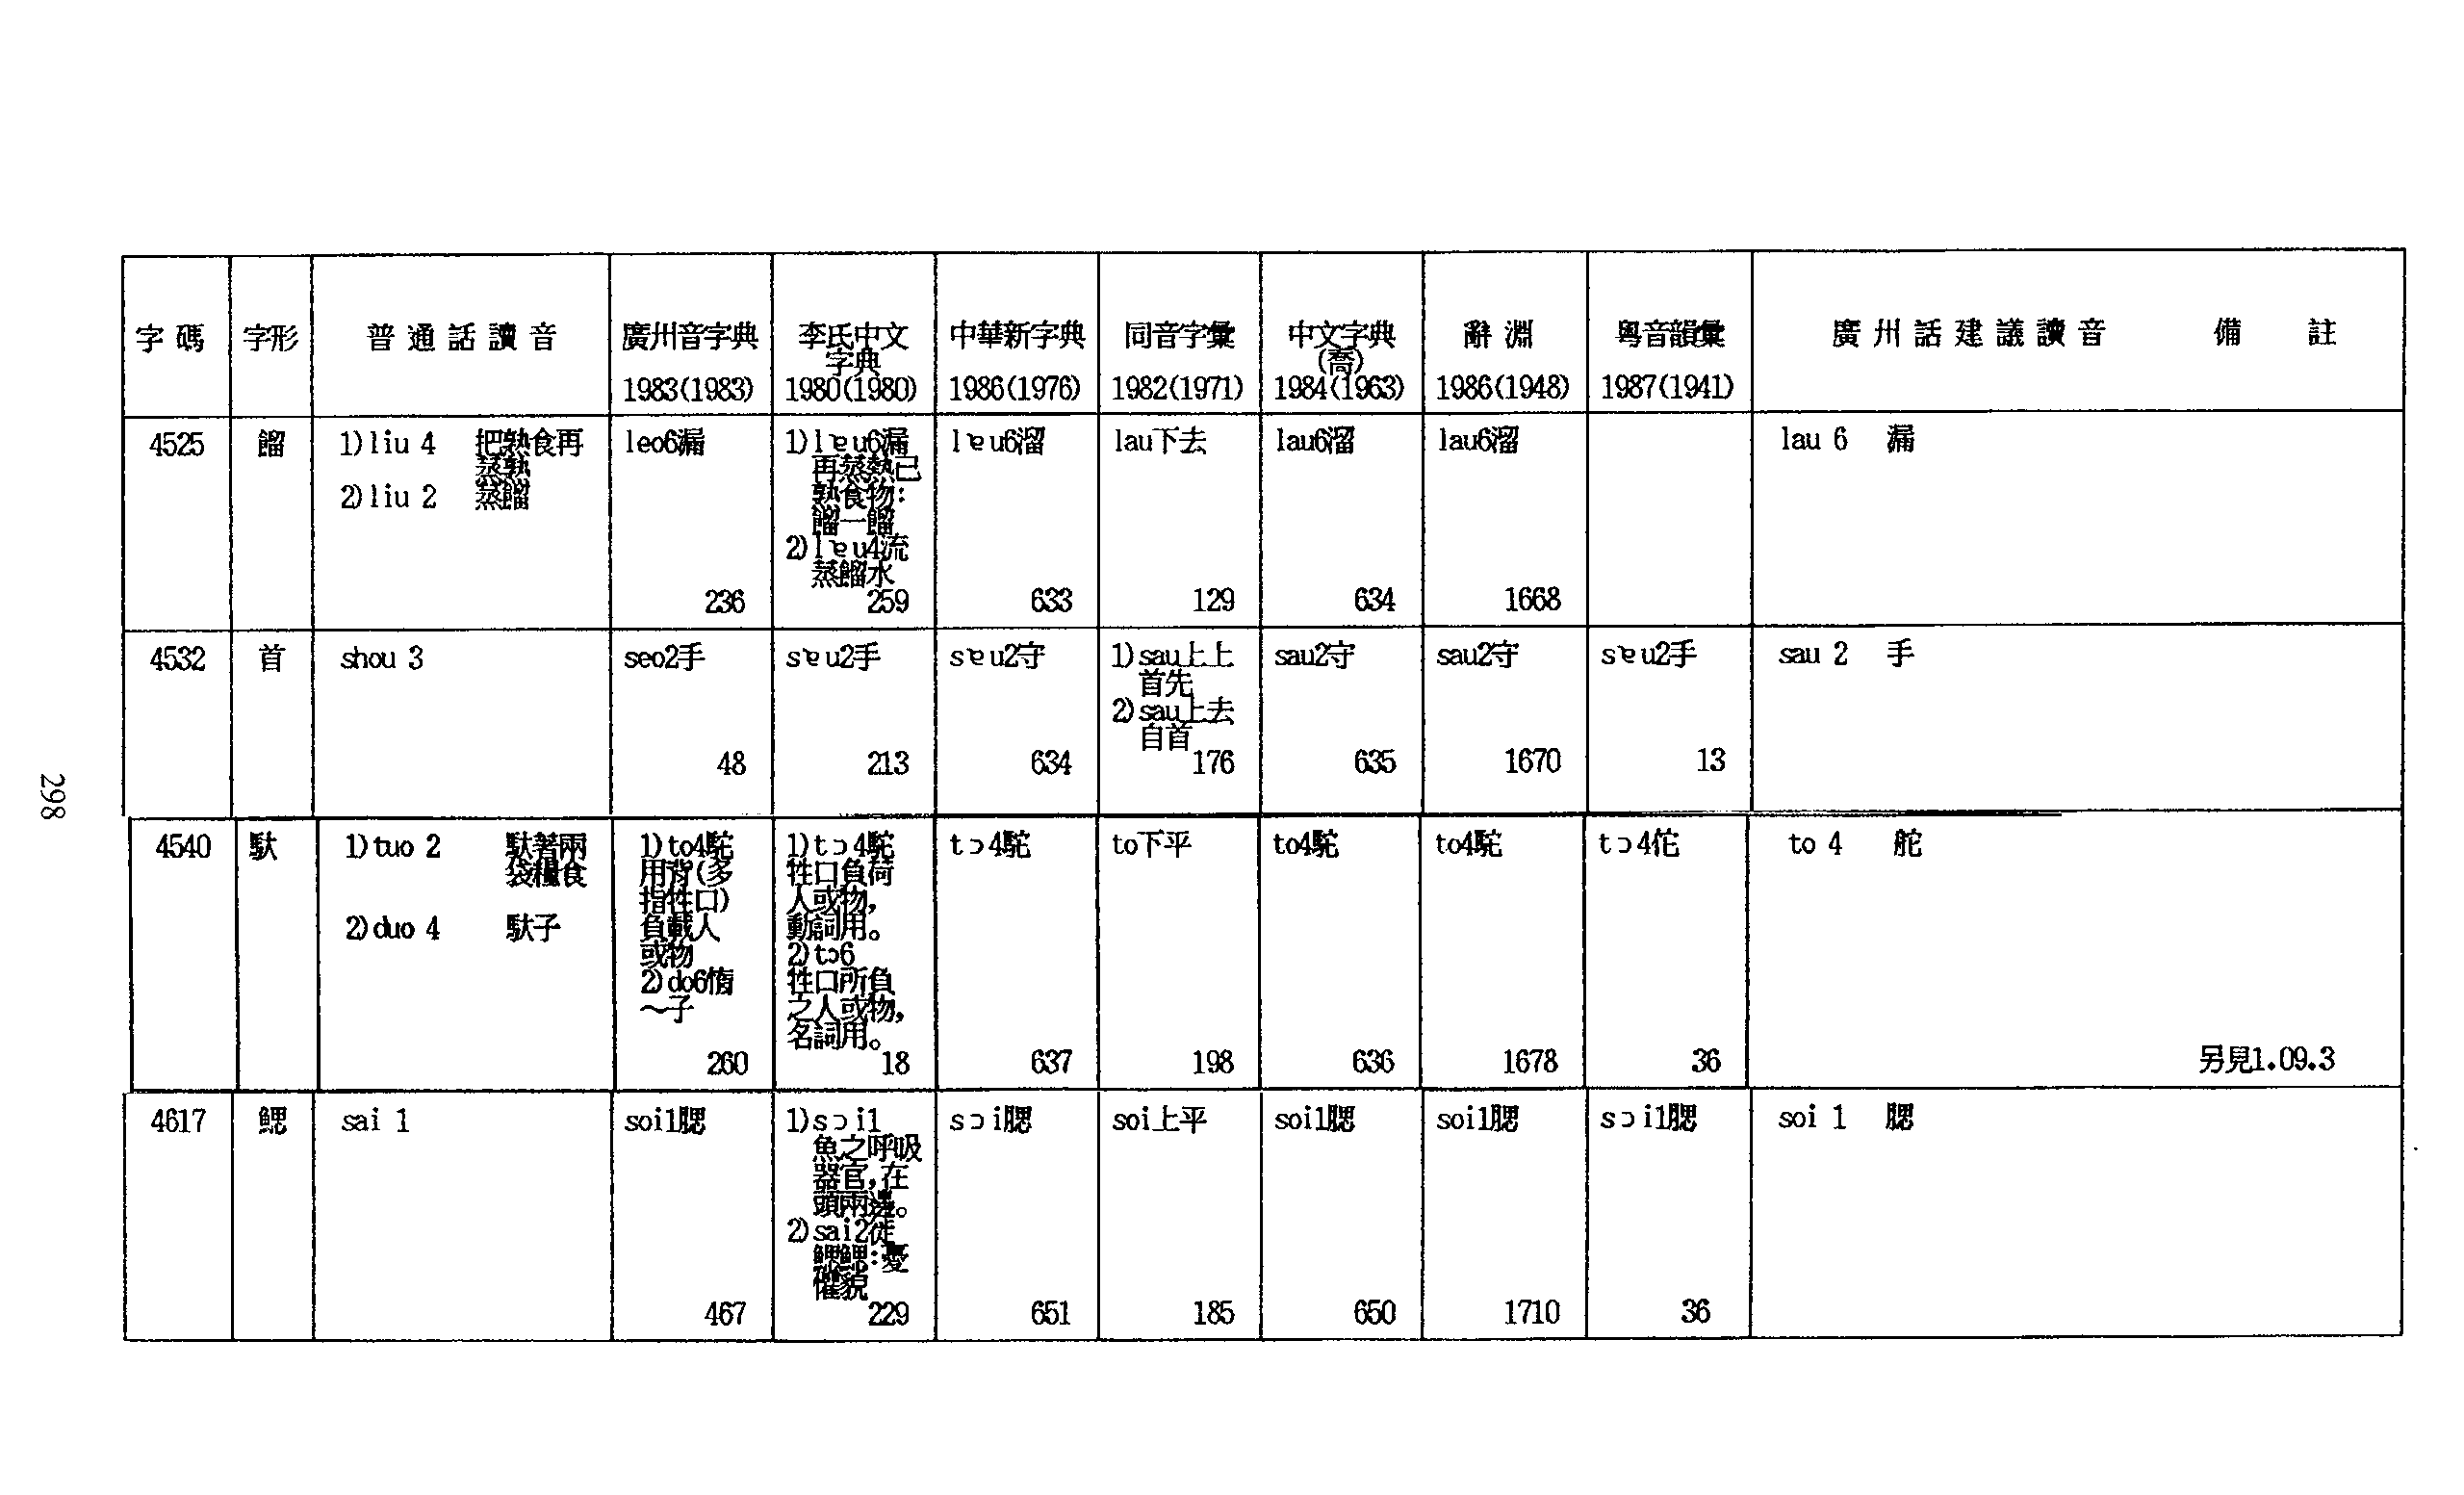 字碼 字形 普通話讀音 廣州音字典 1983(1983) 李氏中文字典 1980(1980) 中華新字典 1986(1976) 同音字彙 1982(1971) 中文字典(喬) 1984(1963) 辭淵 1986(1948) 粵音韻彙 1987(1941) 廣州話建議讀音 備註
4525
餾
1)liu 4 把熟食再
蒸熟
2)liu 2 蒸餾
leo6漏
236
1)lɐu6漏
再蒸熱已
熟食物:
餾一餾
2)lɐu4流
蒸餾水
259
lɐu6溜
633
lau下去
129
lau6溜
634
lau6溜
1668
lau 6 漏
4532
首
shou 3
seo2手
48
sɐu2手
213
sɐu2守
634
1)sau上上
首先
2)sau上去
自首
176
sau2守
635
sau2守
1670
sɐu2手
13
sau 2 手
4540
馱
1)tuo 2 馱著兩
袋糧食
2)duo 4 馱子
1)to4駝
用背(多
指牲口)
負載人
或物
2)do6惰
～子
260
1)tɔ4駝
牲口負荷
人或物,
動詞用。
2)tɔ6
牲口所負
之人或物,
名詞用。
18
tɔ4駝
637
to下平
198
to4駝
636
to4駝
1678
tɔ4佗
36
to 4 舵
另見1.09.3
4617
鰓
sai 1
soi1腮
467
1)sɔi1
魚之呼吸
器官,在
頭兩邊。
2)sai2徙
鰓鰓:憂
懼貌
229
sɔi腮
651
soi上平
185
soi1腮
650
soi1腮
1710
sɔi1腮
36
soi 1 腮
298